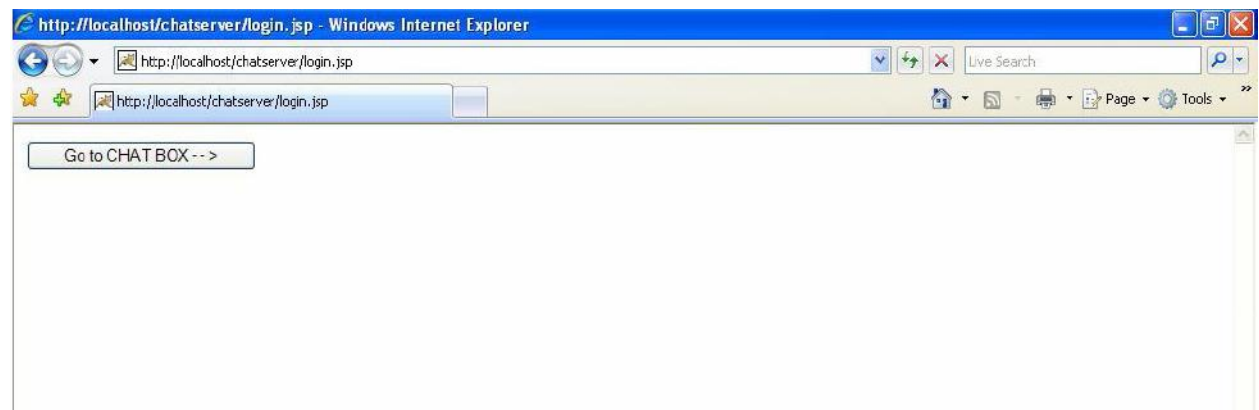 http://localhost/chatserver/login.jsp - Windows Internet Explorer
http://localhost/chatserver/login.jsp
Live Search
http://localhost/chatserver/login.jsp
Page
Tools
Go to CHAT BOX -->